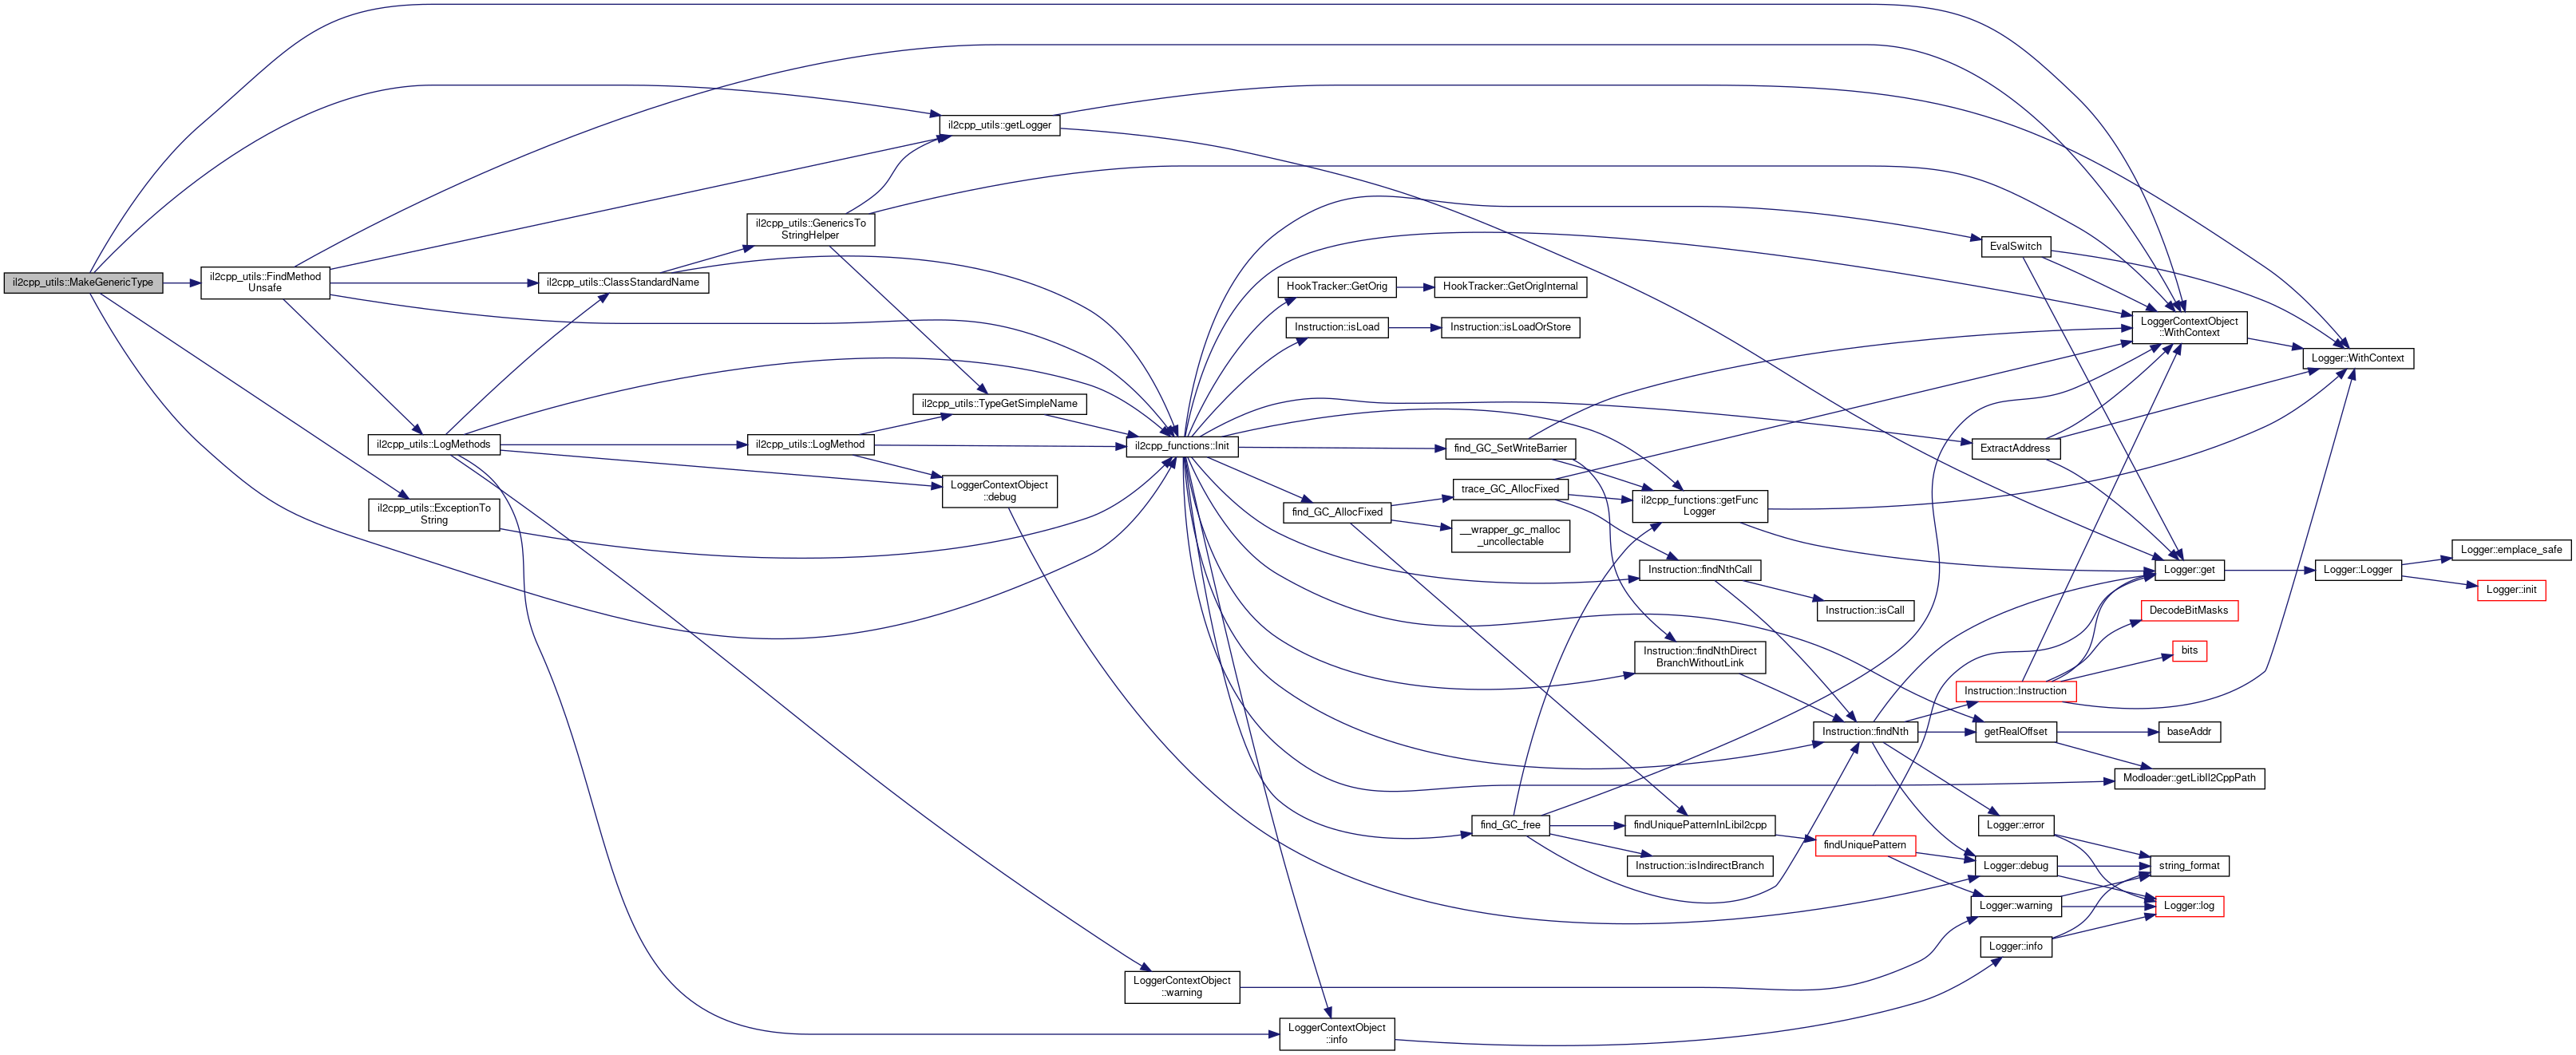 il2cpp_utils::MakeGenericType
il2cpp_utils::FindMethod
Unsafe
il2cpp_utils::LogMethods
il2cpp_utils::ExceptionTo
String
il2cpp_utils::ClassStandardName
il2cpp_utils::GenericsTo
StringHelper
il2cpp_utils::LogMethod
il2cpp_utils::getLogger
il2cpp_utils::TypeGetSimpleName
LoggerContextObject
::debug
il2cpp_functions::Init
LoggerContextObject
::warning
LoggerContextObject
::info
HookTracker::GetOrig
Instruction::isLoad
find_GC_AllocFixed
HookTracker::GetOrigInternal
Instruction::isLoadOrStore
find_GC_SetWriteBarrier
trace_GC_AllocFixed
__wrapper_gc_malloc
_uncollectable
find_GC_free
il2cpp_functions::getFunc
Logger
Instruction::findNthCall
Instruction::findNthDirect
BranchWithoutLink
findUniquePatternInLibil2cpp
Instruction::isIndirectBranch
Instruction::isCall
Instruction::findNth
findUniquePattern
EvalSwitch
ExtractAddress
Instruction::Instruction
getRealOffset
Logger::error
Logger::debug
Logger::warning
Logger::info
LoggerContextObject
::WithContext
Logger::get
DecodeBitMasks
bits
baseAddr
Modloader::getLibIl2CppPath
string_format
Logger::log
Logger::WithContext
Logger::Logger
Logger::emplace_safe
Logger::init